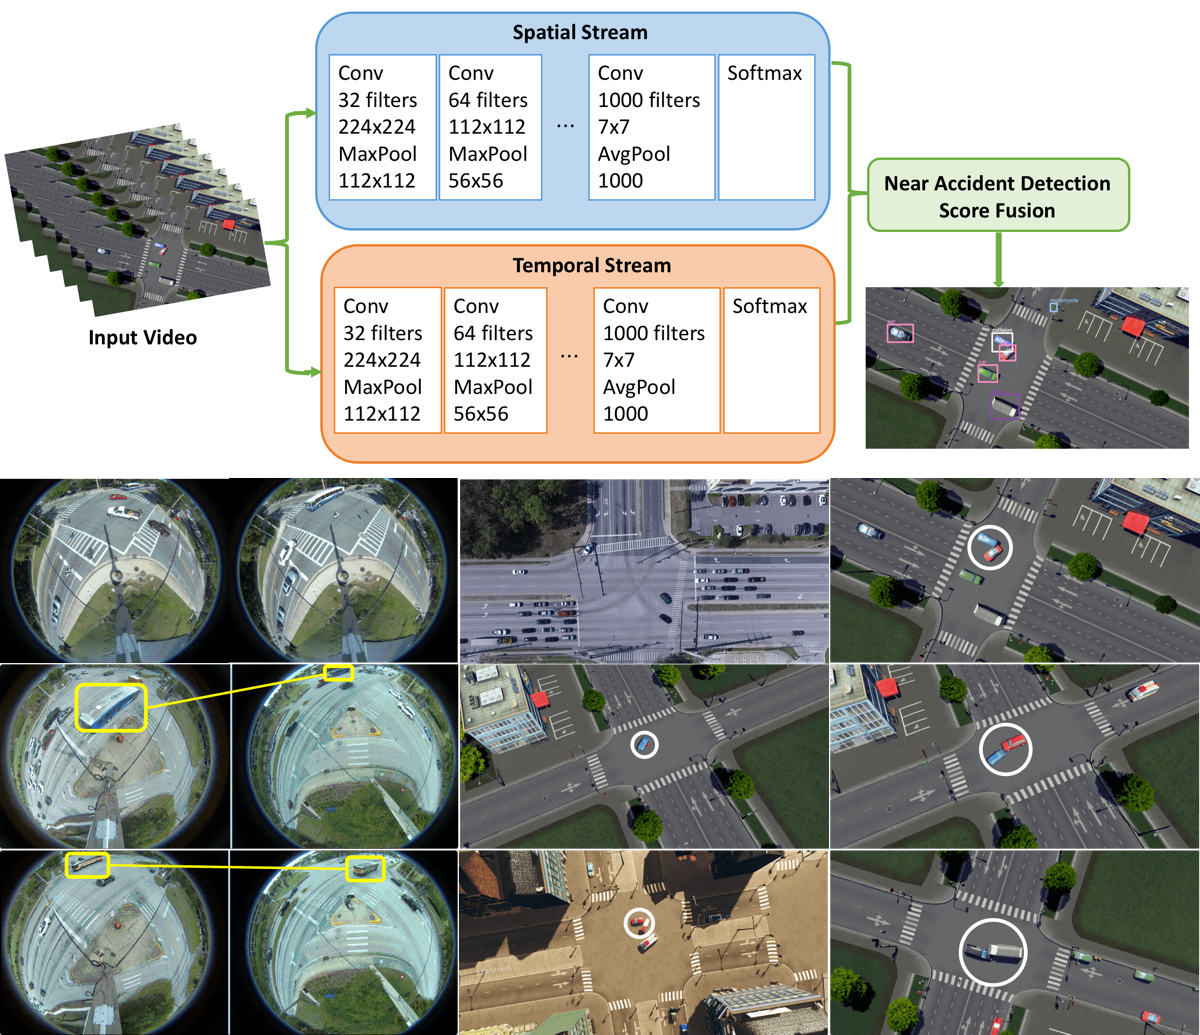 Spatial Stream
Conv
32 filters
224x224
MaxPool
112x112
Conv
64 filters
112x112
MaxPool
56x56
...
Conv
1000 filters
7x7
AvgPool
1000
Softmax
Input Video
Temporal Stream
Conv
32 filters
224x224
MaxPool
112x112
Conv
64 filters
112x112
MaxPool
56x56
...
Conv
1000 filters
7x7
AvgPool
1000
Softmax
Near Accident Detection
Score Fusion
motorcycle
collision